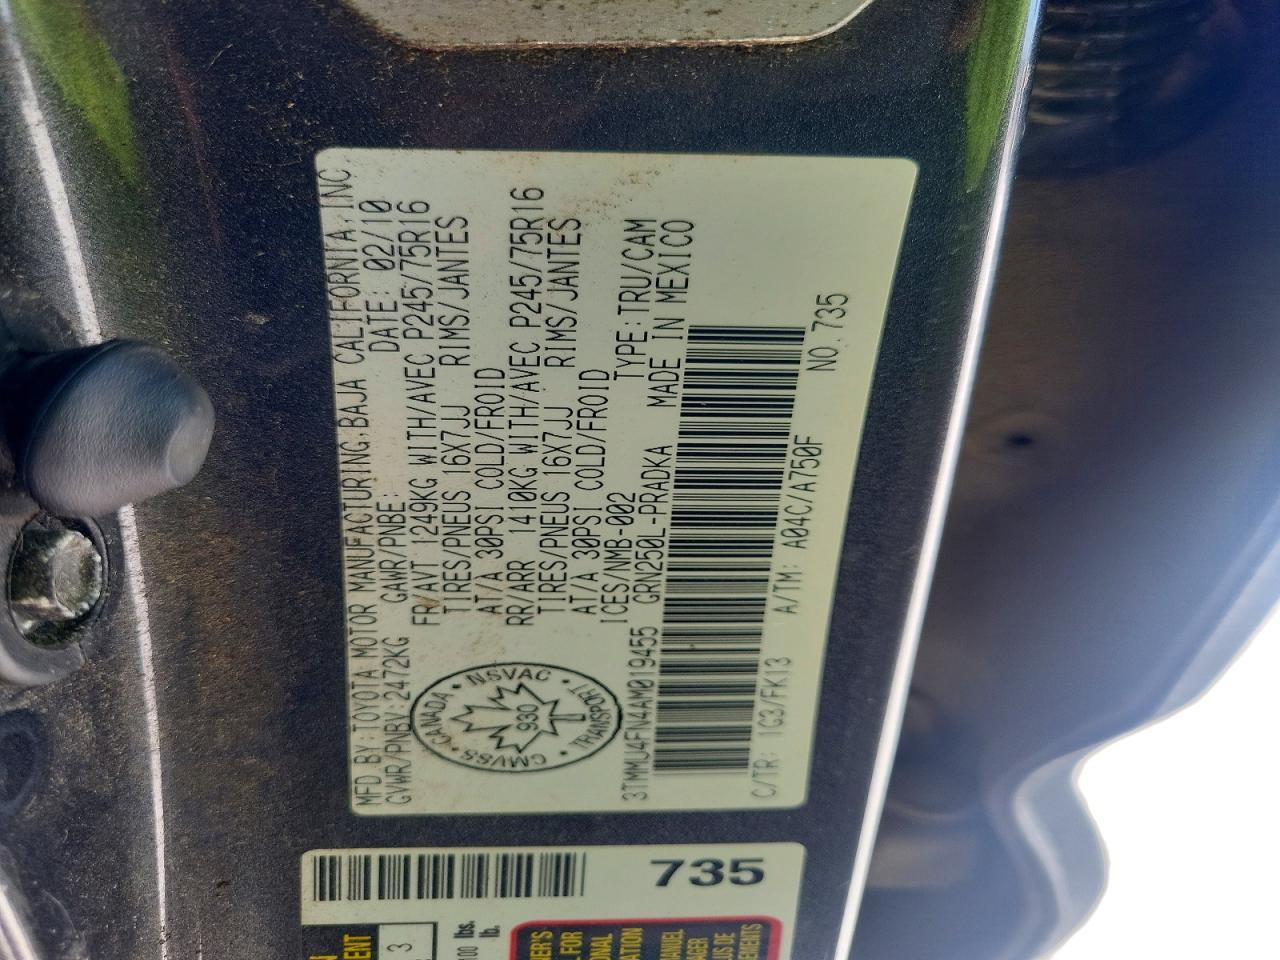 MFD BY:TOYOTA MOTOR MANUFACTURING,BAJA CALIFORNIA,INC
GVWR/PNBV:2472KG GAWR/PNBE: DATE: 02/10
FR/AVT 1249KG WITH/AVEC P245/75R16
TIRES/PNEUS 16X7JJ RIMS/JANTES
AT/A 30PSI COLD/FROID
RR/ARR 1410KG WITH/AVEC P245/75R16
TIRES/PNEUS 16X7JJ RIMS/JANTES
AT/A 30PSI COLD/FROID
ICES/NMB-002 TYPE:TRU/CAM
CANADA · NSVAC · TRANSPORT · CMVSS ·
930
3TMMU4FN4AM019455 GRN250L-PRADKA MADE IN MEXICO
C/TR: 1G3/FK13 A/TM: A04C/A750F NO.735
735
3
lbs.
lb.